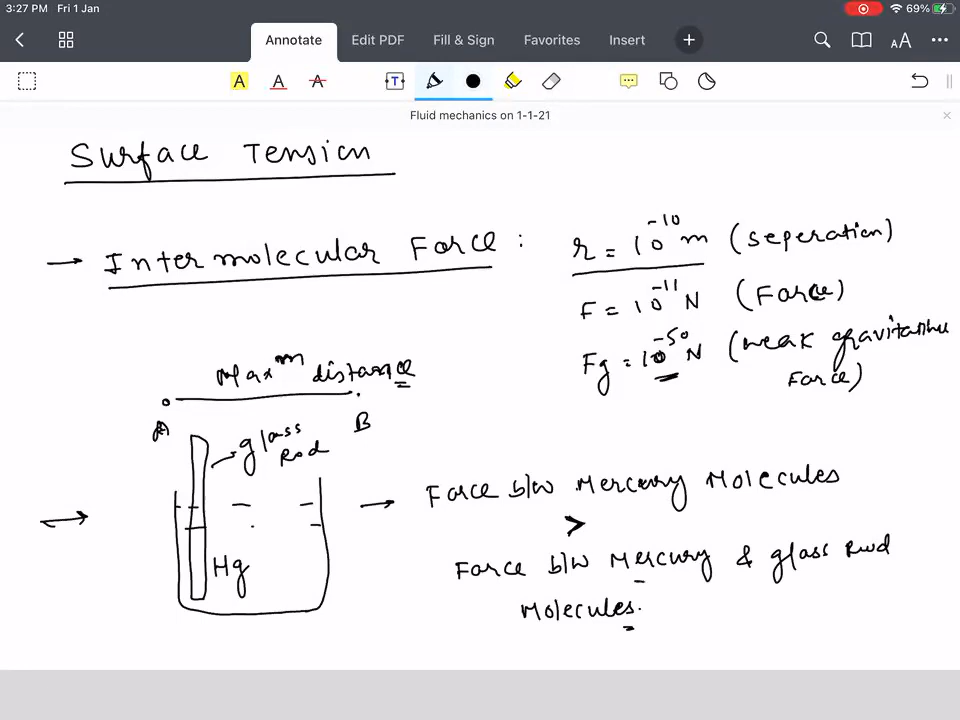 3:27 PM Fri 1 Jan
69%
Annotate Edit PDF Fill & Sign Favorites Insert
Fluid mechanics on 1-1-21
Surface Tension
→ Intermolecular Force :
r = 10⁻¹⁰ m (seperation)
F = 10⁻¹¹ N (Force)
Fg = 10⁻⁵⁰ N (weak gravitational
Force)
Maxᵐ distance
A B
glass
Rod
Hg
→ Force b/w Mercury Molecules
>
Force b/w Mercury & glass Rod
Molecules.